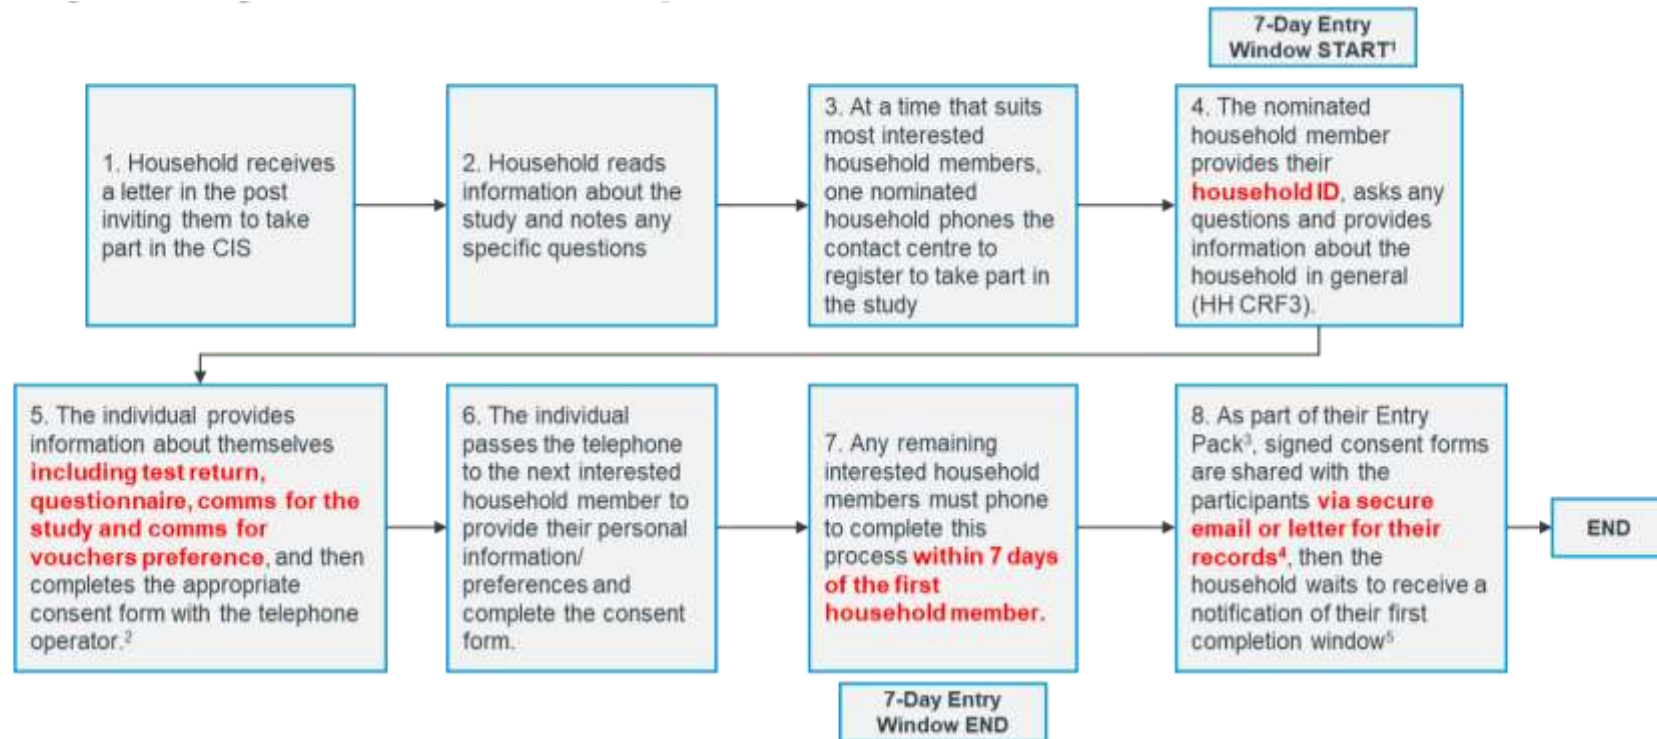 7-Day Entry
Window START¹
1. Household receives
a letter in the post
inviting them to take
part in the CIS
2. Household reads
information about the
study and notes any
specific questions
3. At a time that suits
most interested
household members,
one nominated
household phones the
contact centre to
register to take part in
the study
4. The nominated
household member
provides their
household ID, asks any
questions and provides
information about the
household in general
(HH CRF3).
5. The individual provides
information about themselves
including test return,
questionnaire, comms for the
study and comms for
vouchers preference, and then
completes the appropriate
consent form with the telephone
operator.²
6. The individual
passes the telephone
to the next interested
household member to
provide their personal
information/
preferences and
complete the consent
form.
7. Any remaining
interested household
members must phone
to complete this
process within 7 days
of the first
household member.
8. As part of their Entry
Pack³, signed consent forms
are shared with the
participants via secure
email or letter for their
records⁴, then the
household waits to receive a
notification of their first
completion window⁵
END
7-Day Entry
Window END